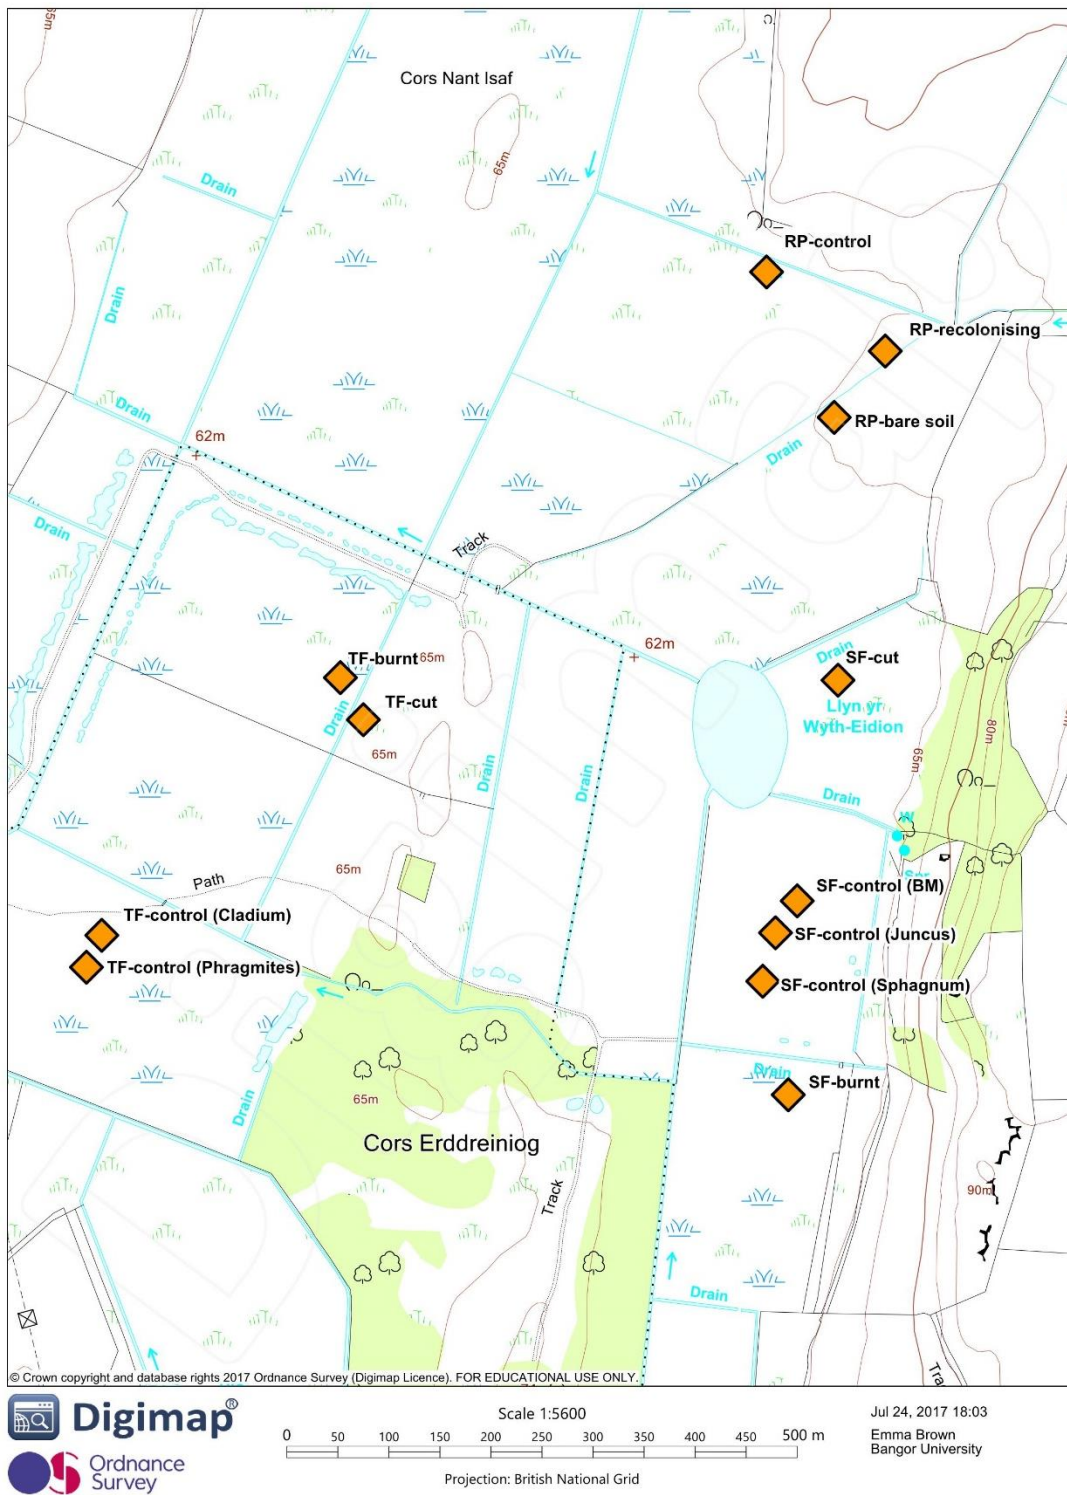 65m
Cors Nant Isaf
65m
Drain
RP-control
Drain
RP-recolonising
Drain
RP-bare soil
62m
Drain
Drain
Track
62m
TF-burnt
65m
Drain
SF-cut
TF-cut
Llyn yr
Wyth-Eidion
Drain
65m
Drain
Drain
65m
80m
Drain
W
65m
Path
Spr
SF-control (BM)
TF-control (Cladium)
SF-control (Juncus)
TF-control (Phragmites)
SF-control (Sphagnum)
Drain
SF-burnt
65m
Drain
Cors Erddreiniog
Track
90m
Drain
© Crown copyright and database rights 2017 Ordnance Survey (Digimap Licence). FOR EDUCATIONAL USE ONLY.
Digimap®
Ordnance
Survey
Scale 1:5600
0 50 100 150 200 250 300 350 400 450 500 m
Projection: British National Grid
Jul 24, 2017 18:03
Emma Brown
Bangor University